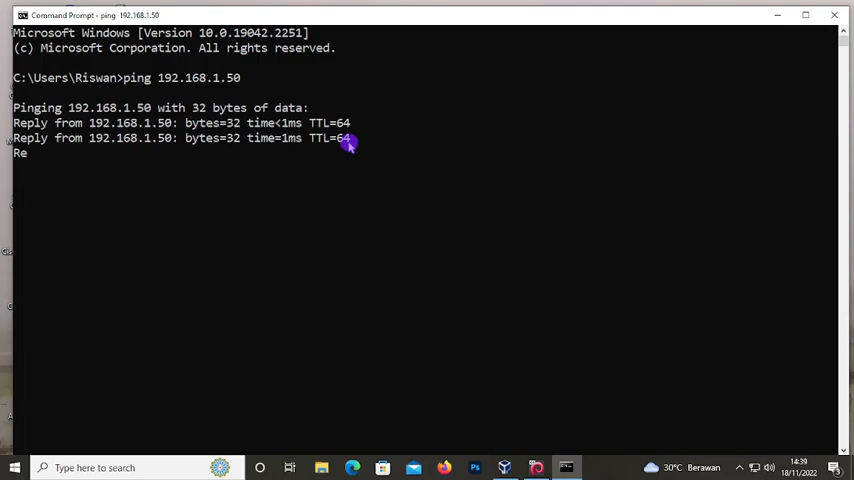 Command Prompt - ping 192.168.1.50
Microsoft Windows [Version 10.0.19042.2251]
(c) Microsoft Corporation. All rights reserved.
C:\Users\Riswan>ping 192.168.1.50
Pinging 192.168.1.50 with 32 bytes of data:
Reply from 192.168.1.50: bytes=32 time<1ms TTL=64
Reply from 192.168.1.50: bytes=32 time=1ms TTL=64
Re
Cis
Type here to search
Ps
30°C Berawan
14:39
18/11/2022
3